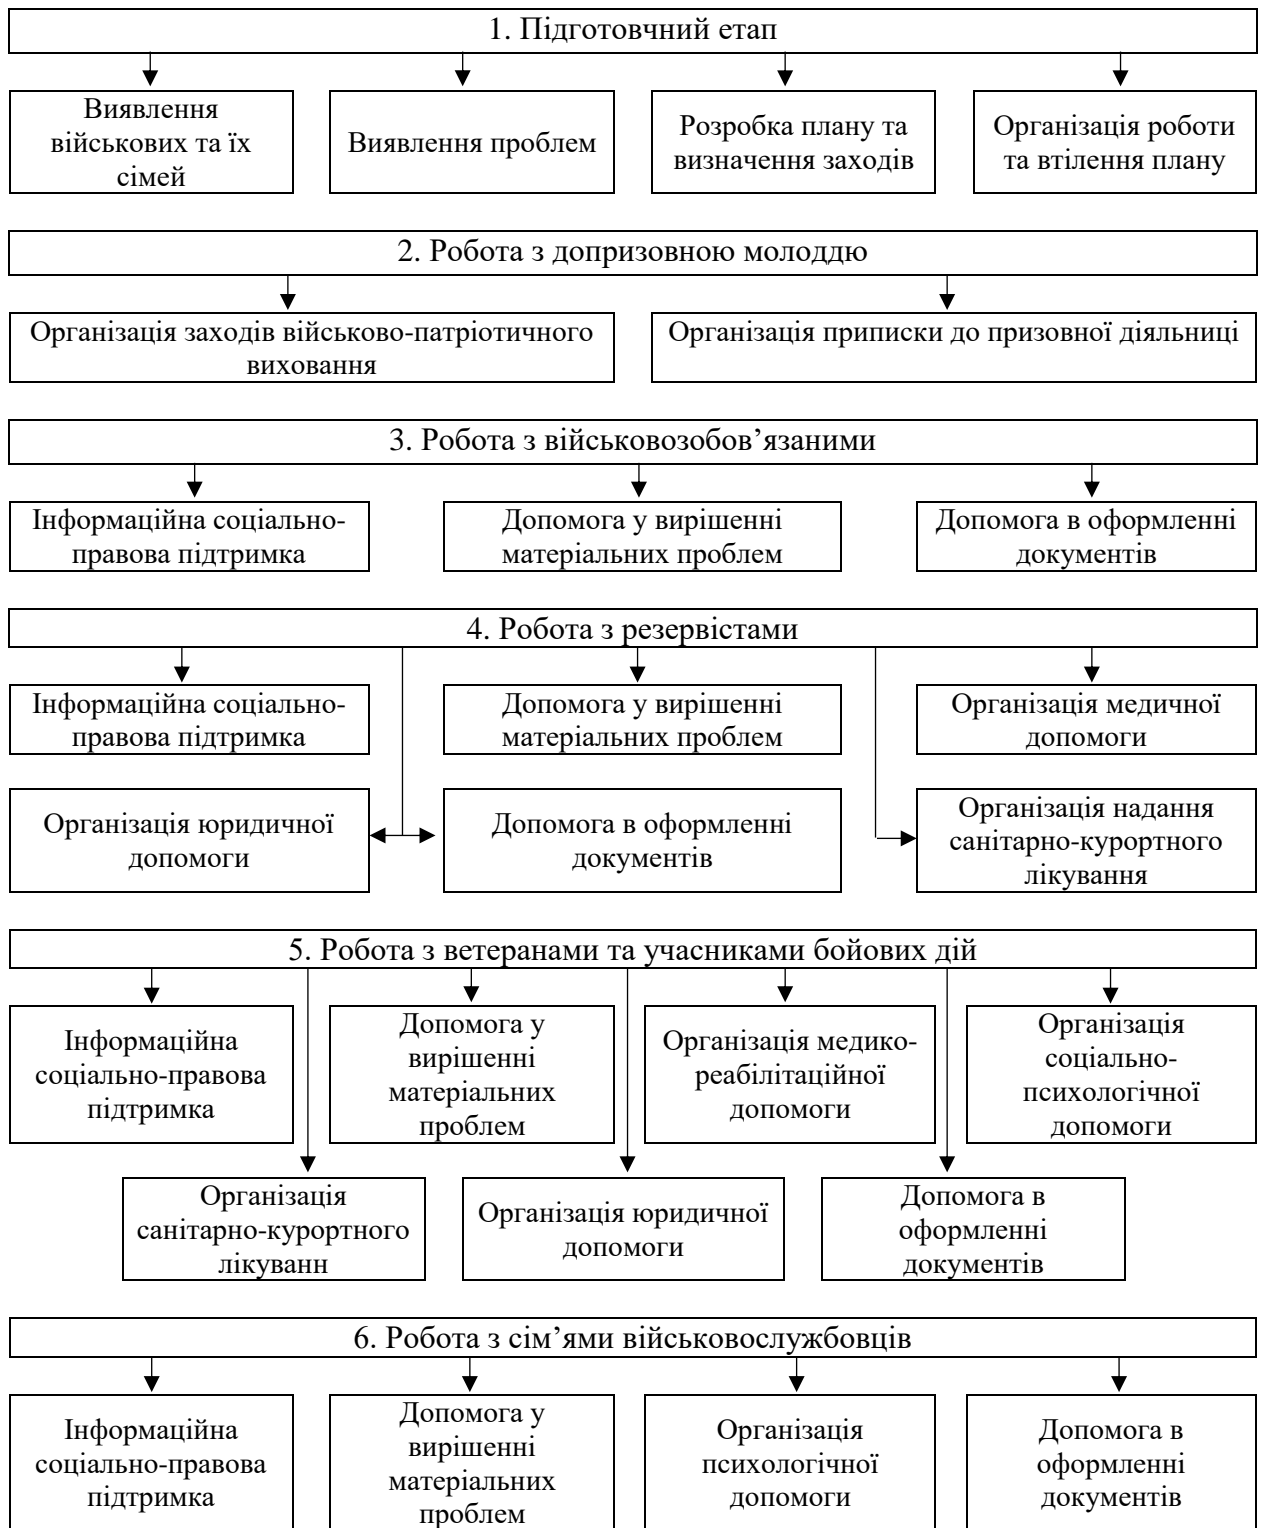 1. Підготовчний етап
Виявлення
військових та їх
сімей
Виявлення проблем
Розробка плану та
визначення заходів
Організація роботи
та втілення плану
2. Робота з допризовною молоддю
Організація заходів військово-патріотичного
виховання
Організація приписки до призовної діяльниці
3. Робота з військовозобов’язаними
Інформаційна соціально-
правова підтримка
Допомога у вирішенні
матеріальних проблем
Допомога в оформленні
документів
4. Робота з резервістами
Інформаційна соціально-
правова підтримка
Допомога у вирішенні
матеріальних проблем
Організація медичної
допомоги
Організація юридичної
допомоги
Допомога в оформленні
документів
Організація надання
санітарно-курортного
лікування
5. Робота з ветеранами та учасниками бойових дій
Інформаційна
соціально-правова
підтримка
Допомога у
вирішенні
матеріальних
проблем
Організація медико-
реабілітаційної
допомоги
Організація
соціально-
психологічної
допомоги
Організація
санітарно-курортного
лікуванн
Організація юридичної
допомоги
Допомога в
оформленні
документів
6. Робота з сім’ями військовослужбовців
Інформаційна
соціально-правова
підтримка
Допомога у
вирішенні
матеріальних
проблем
Організація
психологічної
допомоги
Допомога в
оформленні
документів